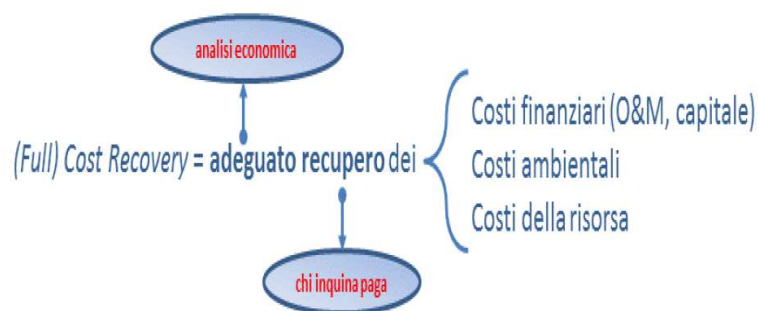 analisi economica
Costi finanziari (O&M, capitale)
(Full) Cost Recovery = adeguato recupero dei
Costi ambientali
Costi della risorsa
chi inquina paga